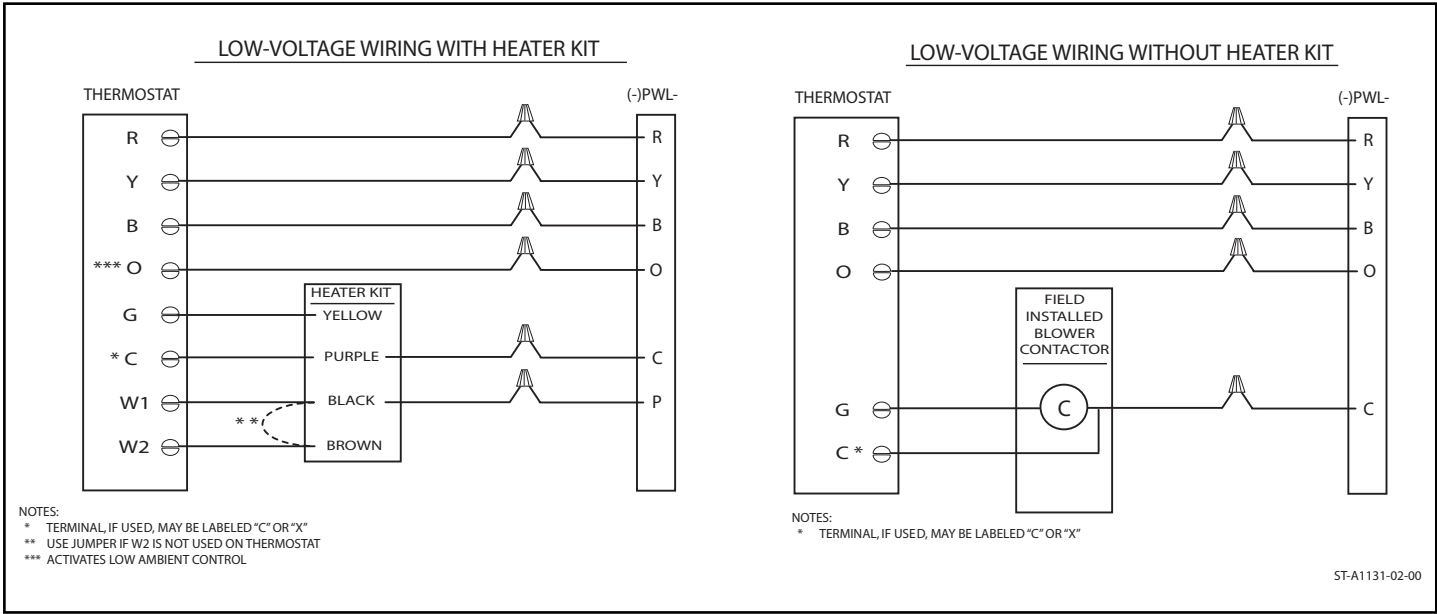 LOW-VOLTAGE WIRING WITH HEATER KIT
THERMOSTAT
(-)PWL-
R
R
Y
Y
B
B
*** O
O
HEATER KIT
G
YELLOW
* C
PURPLE
C
W1
BLACK
P
* *
W2
BROWN
NOTES:
* TERMINAL, IF USED, MAY BE LABELED “C” OR “X”
** USE JUMPER IF W2 IS NOT USED ON THERMOSTAT
*** ACTIVATES LOW AMBIENT CONTROL
LOW-VOLTAGE WIRING WITHOUT HEATER KIT
THERMOSTAT
(-)PWL-
R
R
Y
Y
B
B
O
O
FIELD
INSTALLED
BLOWER
CONTACTOR
G
C
C
C *
NOTES:
* TERMINAL, IF USED, MAY BE LABELED “C” OR “X”
ST-A1131-02-00